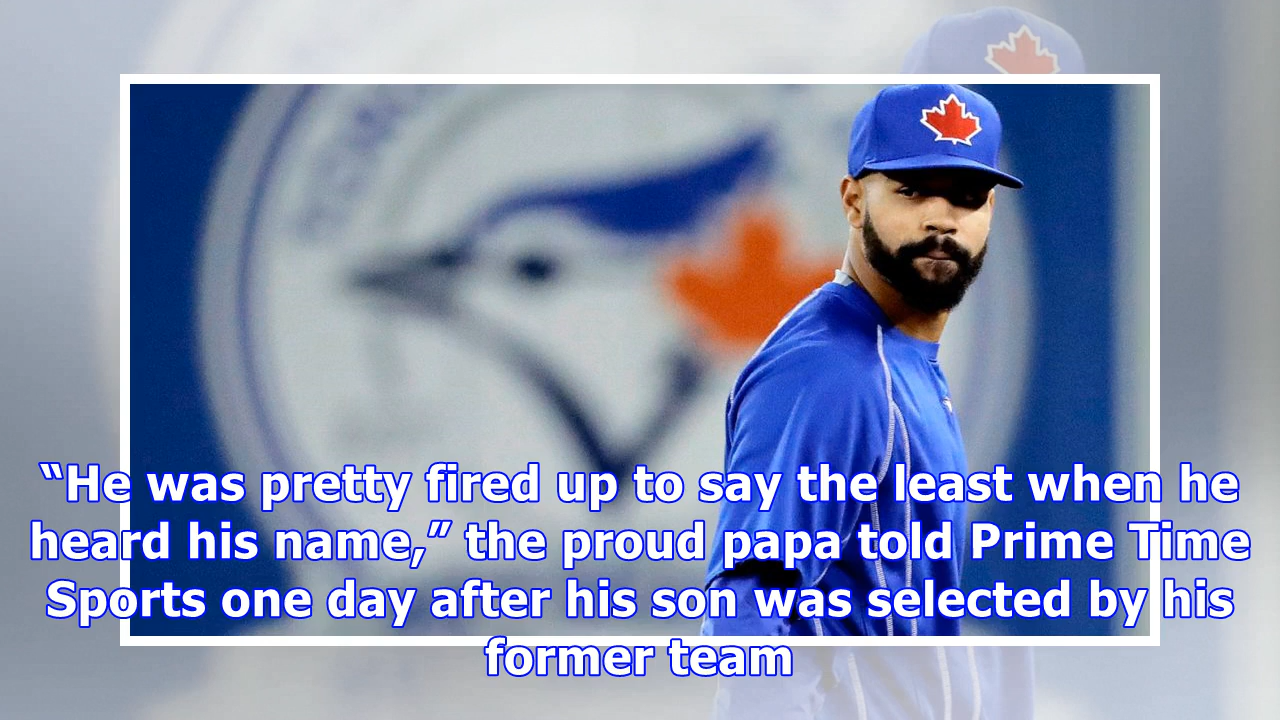 “He was pretty fired up to say the least when he
heard his name,” the proud papa told Prime Time
Sports one day after his son was selected by his
former team